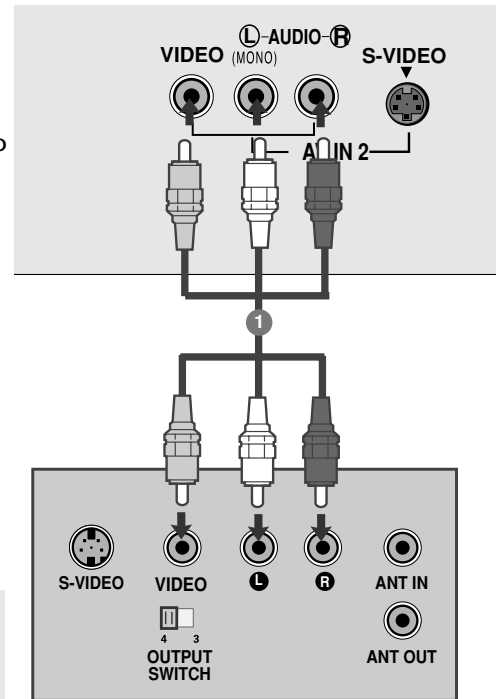 Ⓛ-AUDIO-Ⓡ
VIDEO (MONO) S-VIDEO
AV IN 2
1
S-VIDEO VIDEO L R ANT IN
4 3
OUTPUT SWITCH
ANT OUT